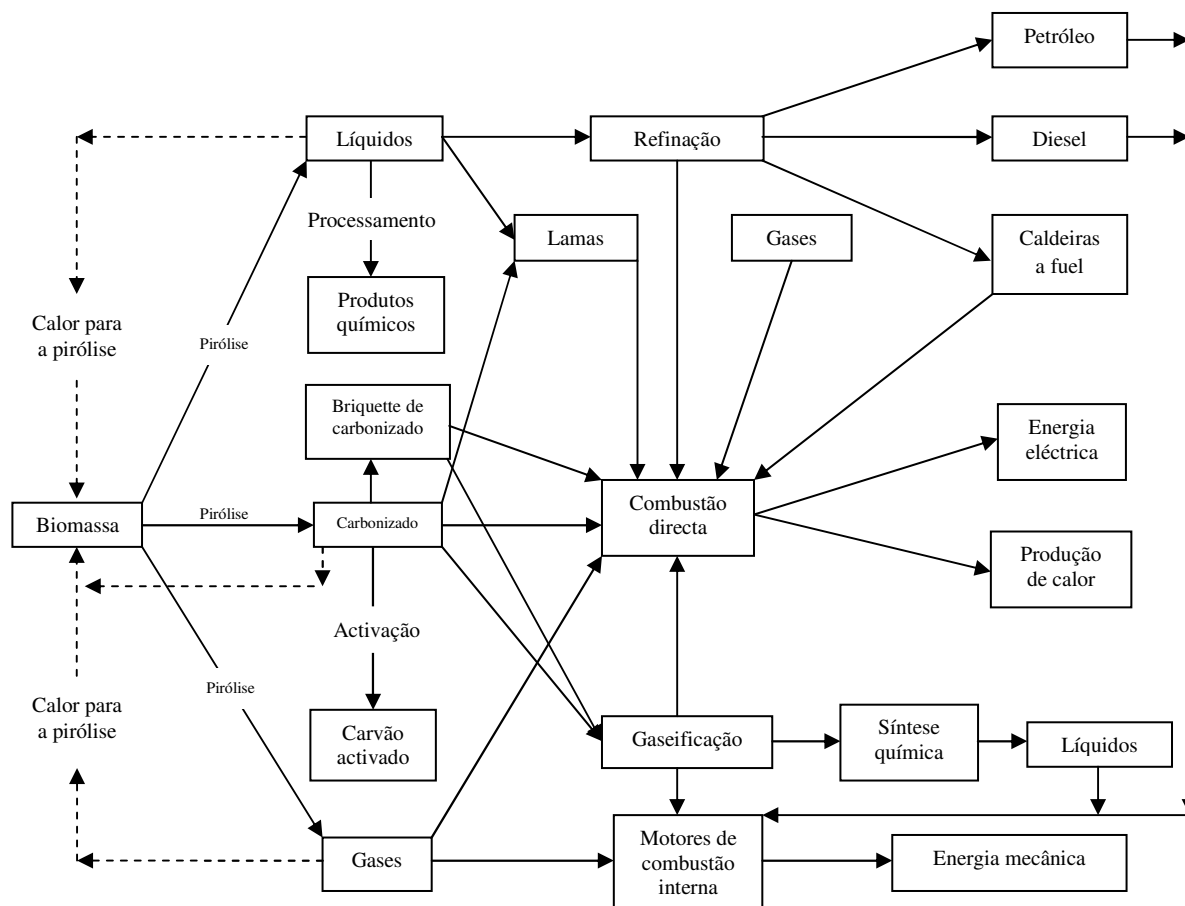 Petróleo
Líquidos
Refinação
Diesel
Processamento
Lamas
Gases
Caldeiras
a fuel
Produtos
químicos
Calor para
a pirólise
Pirólise
Briquette de
carbonizado
Energia
eléctrica
Biomassa
Pirólise
Carbonizado
Combustão
directa
Produção
de calor
Activação
Pirólise
Calor para
a pirólise
Carvão
activado
Gaseificação
Síntese
química
Líquidos
Gases
Motores de
combustão
interna
Energia mecânica